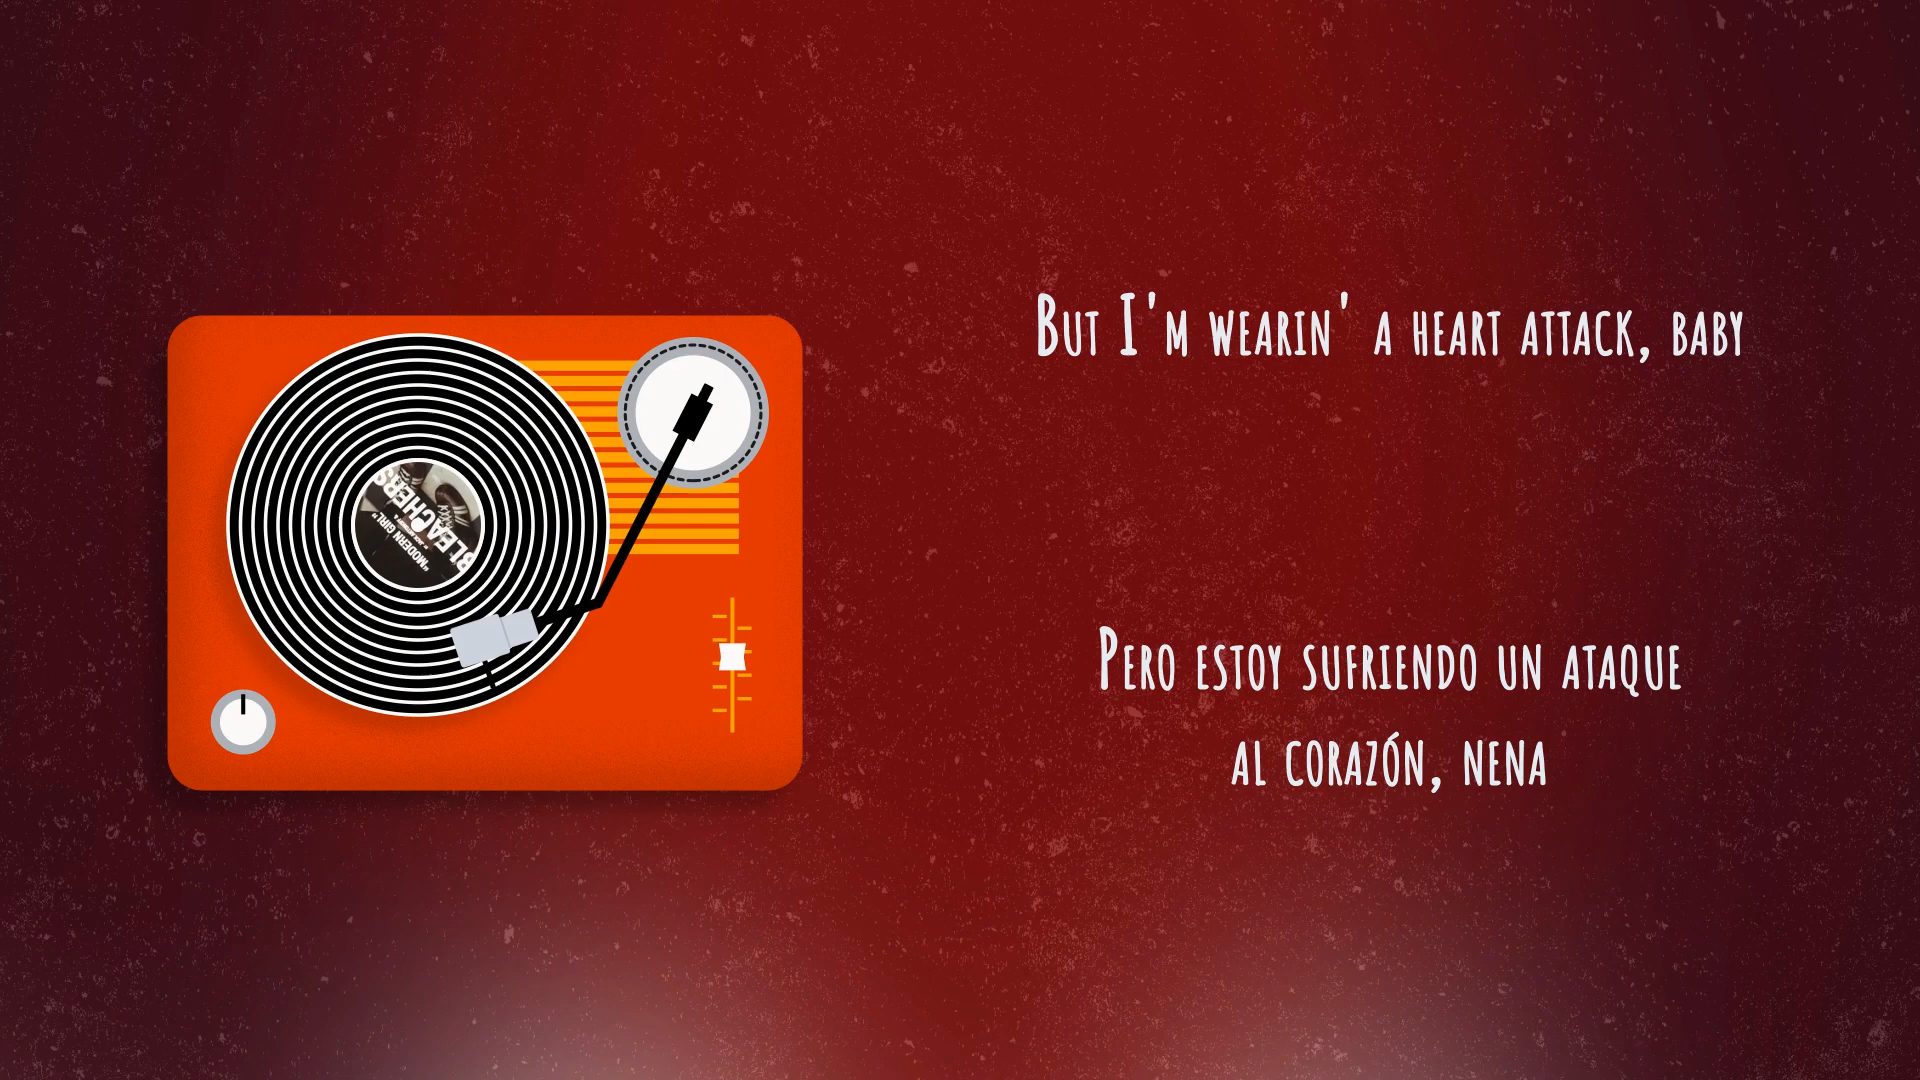 But I'm wearin' a heart attack, baby
Pero estoy sufriendo un ataque
al corazón, nena
BLEACHERS
"MODERN GIRL"